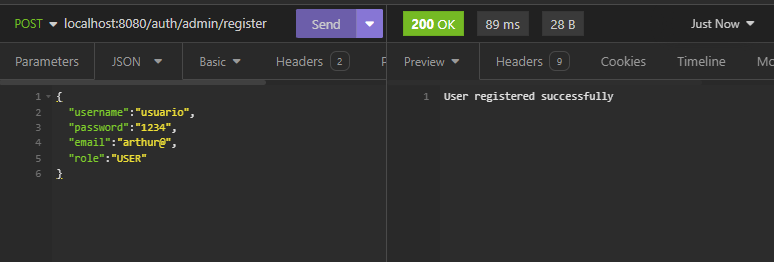 POST localhost:8080/auth/admin/register Send
200 OK 89 ms 28 B Just Now
Parameters JSON Basic Headers 2
Preview Headers 9 Cookies Timeline Mo
1 {
2 "username":"usuario",
3 "password":"1234",
4 "email":"arthur@",
5 "role":"USER"
6 }
1 User registered successfully